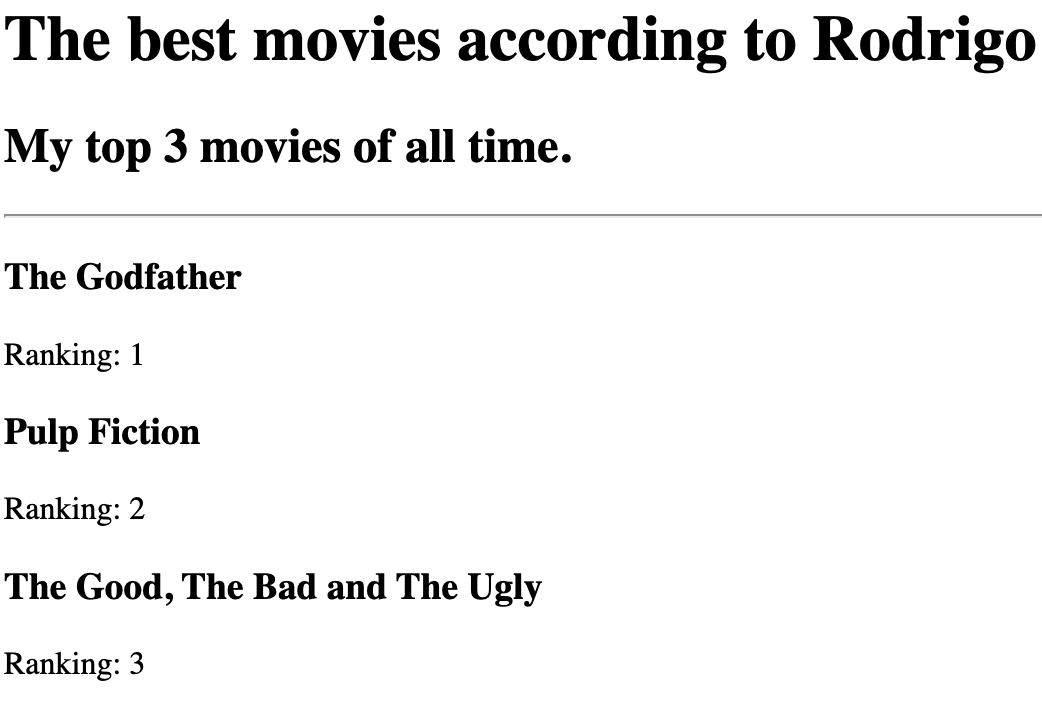 The best movies according to Rodrigo
My top 3 movies of all time.
The Godfather
Ranking: 1
Pulp Fiction
Ranking: 2
The Good, The Bad and The Ugly
Ranking: 3